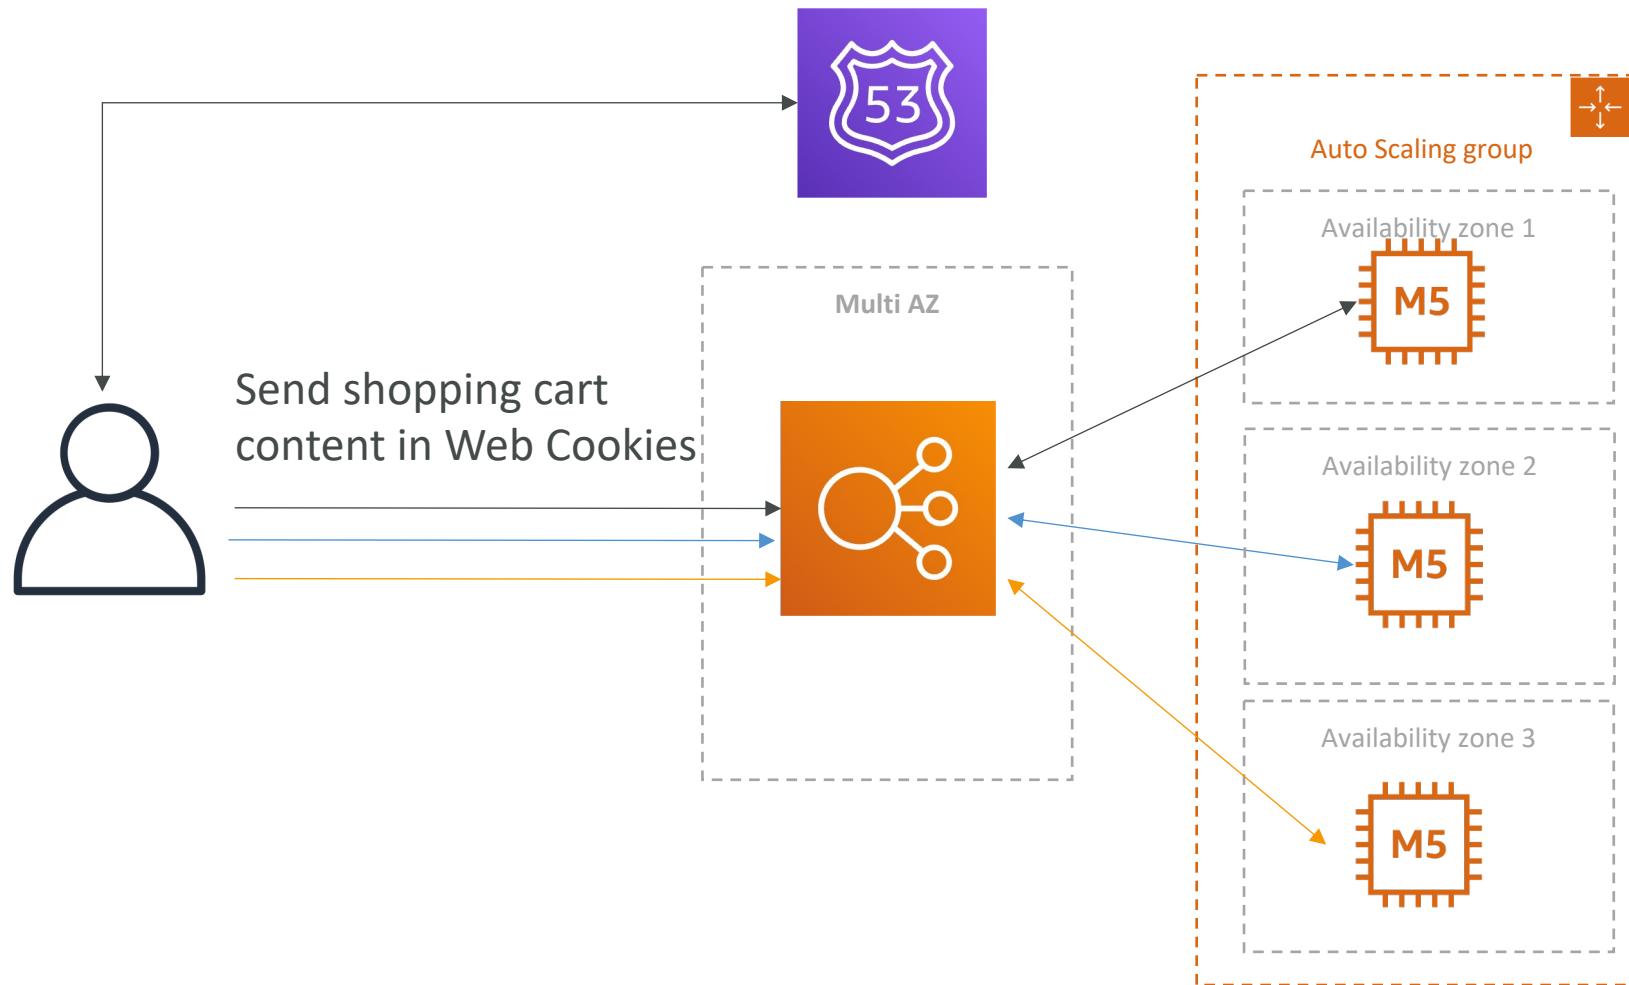 53
Auto Scaling group
Availability zone 1
M5
Multi AZ
Send shopping cart
content in Web Cookies
Availability zone 2
M5
Availability zone 3
M5